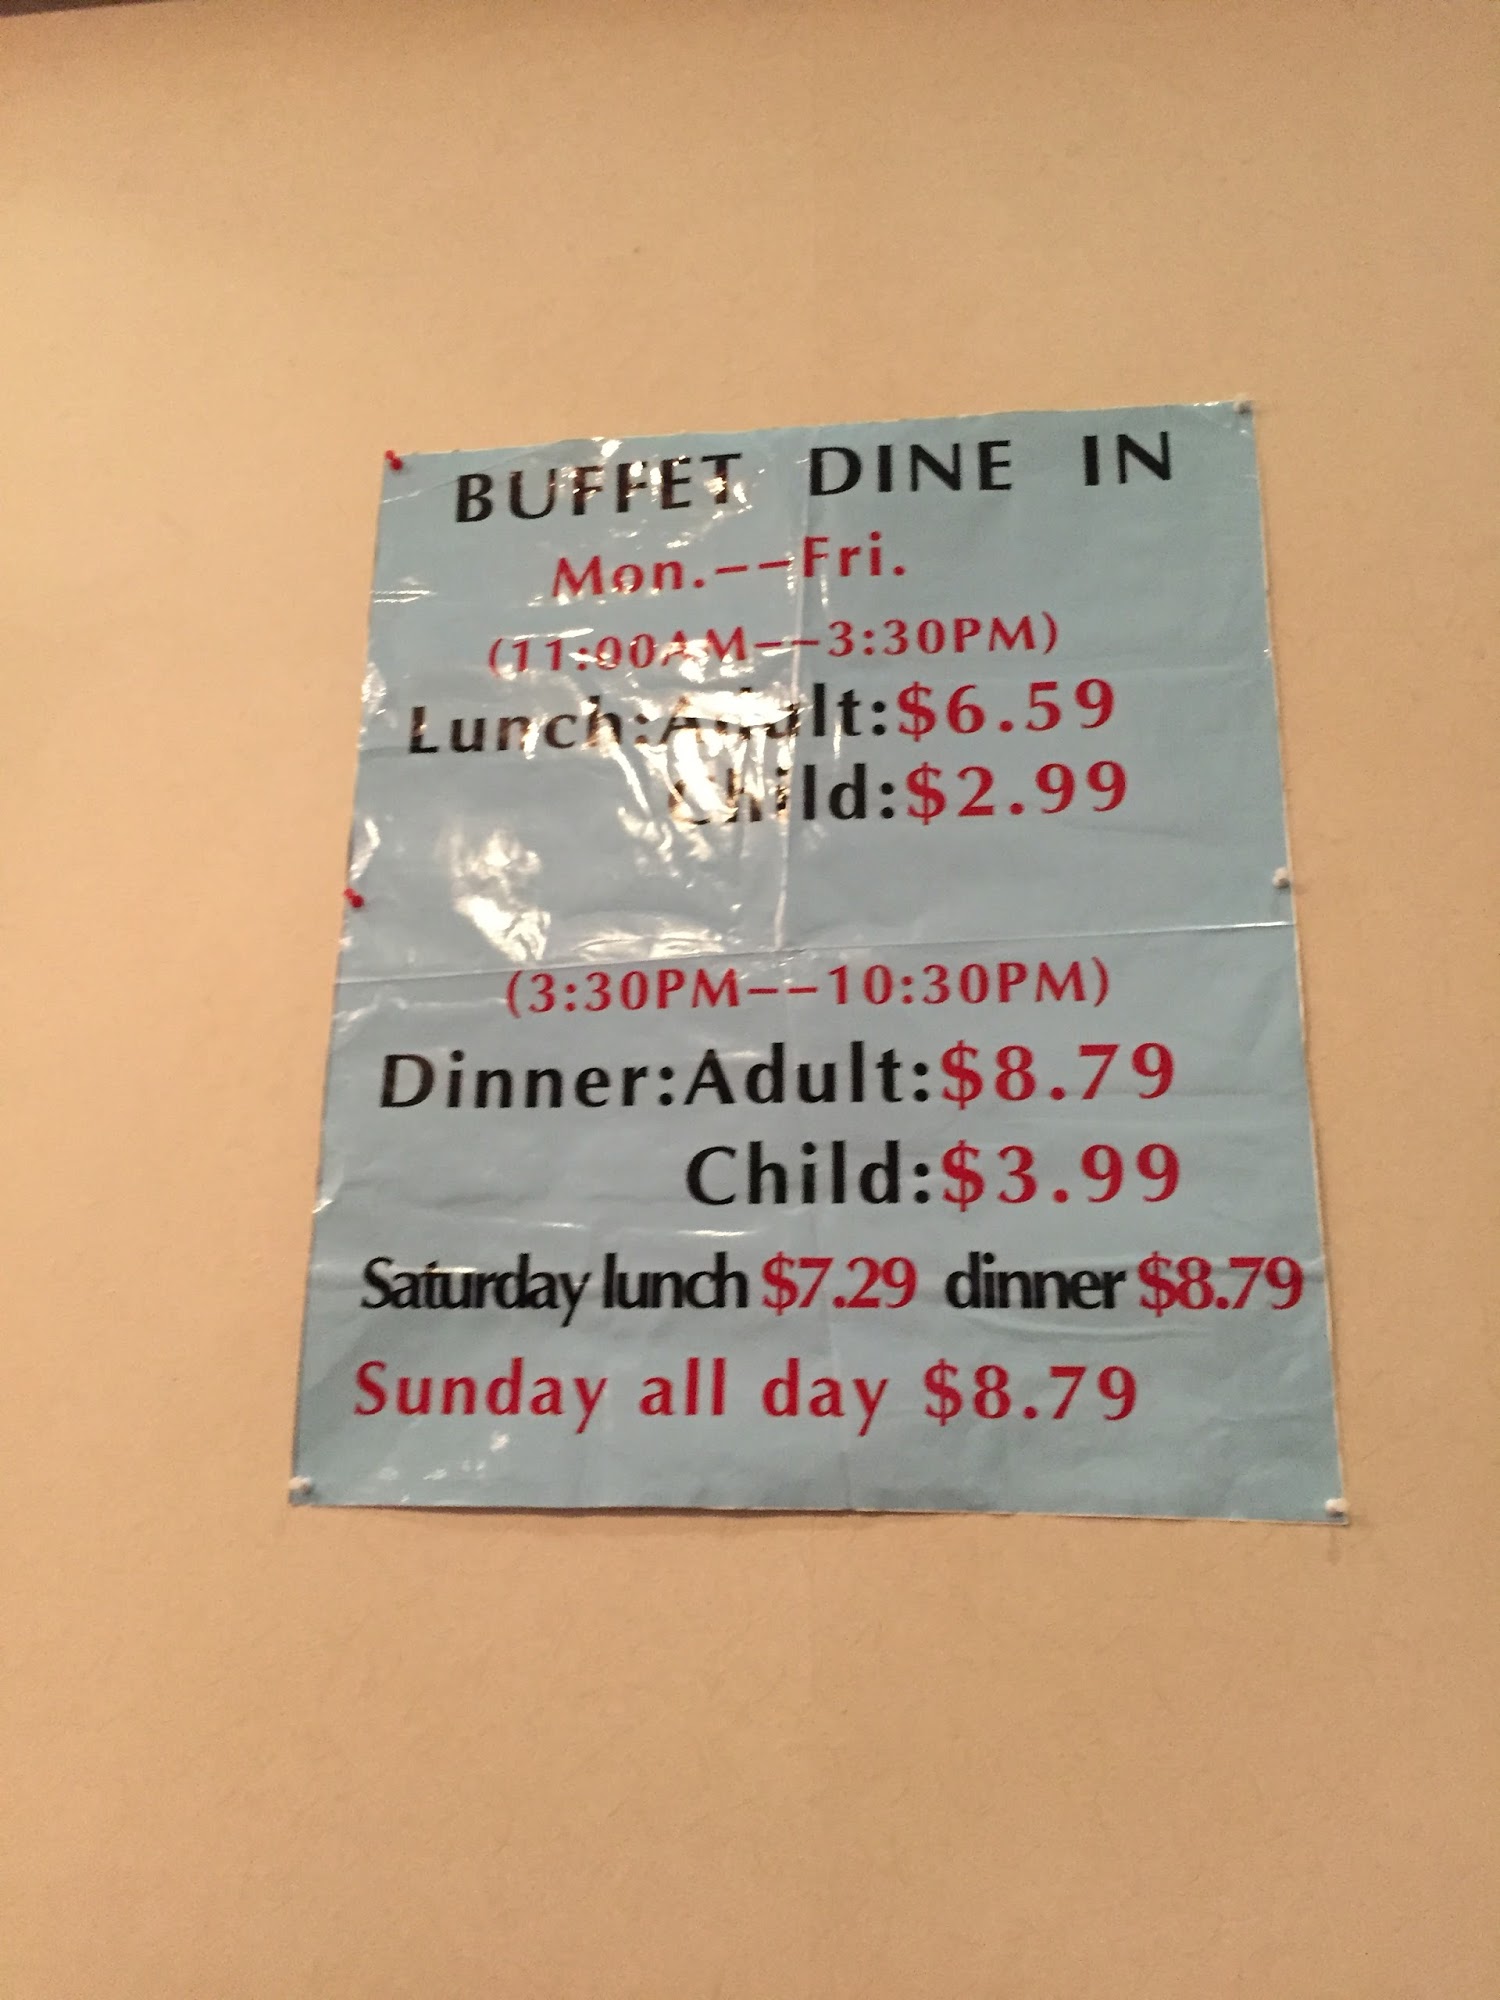 BUFFET DINE IN
Mon.--Fri.
(11:00AM--3:30PM)
Lunch:Adult:$6.59
Child:$2.99
(3:30PM--10:30PM)
Dinner:Adult:$8.79
Child:$3.99
Saturday lunch $7.29 dinner $8.79
Sunday all day $8.79